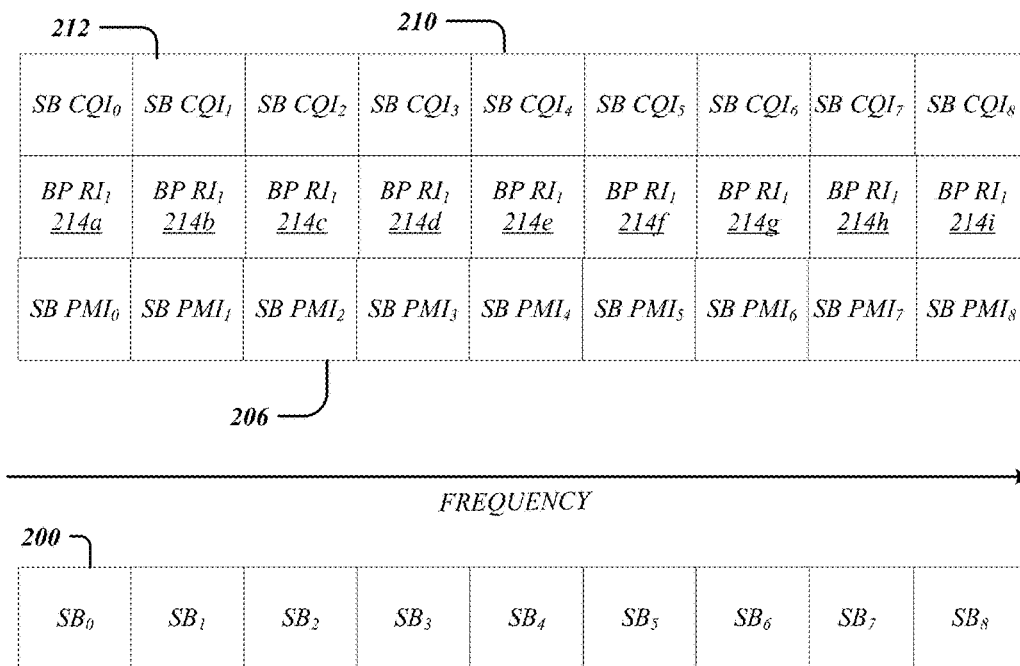 212 210
SB CQI₀ SB CQI₁ SB CQI₂ SB CQI₃ SB CQI₄ SB CQI₅ SB CQI₆ SB CQI₇ SB CQI₈
BP RI₁ BP RI₁ BP RI₁ BP RI₁ BP RI₁ BP RI₁ BP RI₁ BP RI₁ BP RI₁
214a 214b 214c 214d 214e 214f 214g 214h 214i
SB PMI₀ SB PMI₁ SB PMI₂ SB PMI₃ SB PMI₄ SB PMI₅ SB PMI₆ SB PMI₇ SB PMI₈
206
FREQUENCY
200
SB₀ SB₁ SB₂ SB₃ SB₄ SB₅ SB₆ SB₇ SB₈